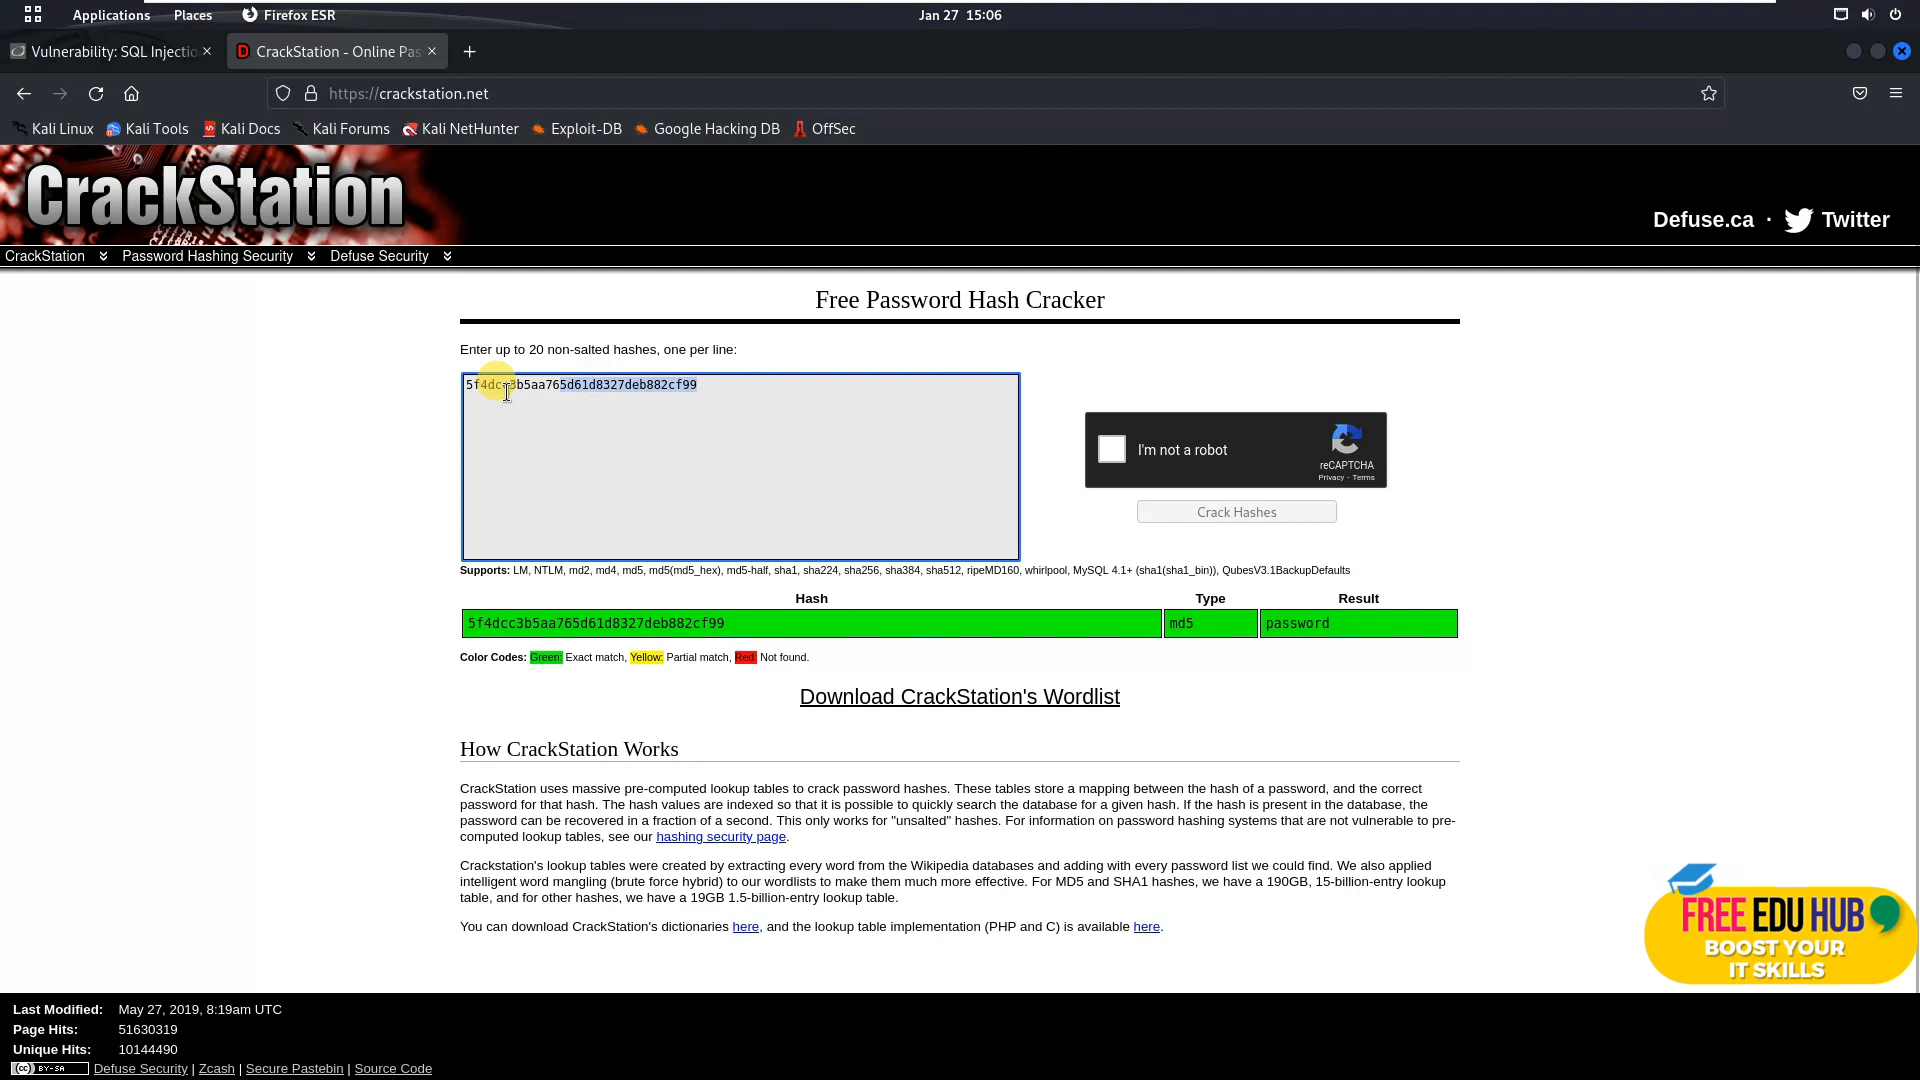 Applications Places Firefox ESR Jan 27 15:06
Vulnerability: SQL Injectio CrackStation - Online Pas
https://crackstation.net
Kali Linux Kali Tools Kali Docs Kali Forums Kali NetHunter Exploit-DB Google Hacking DB OffSec
CrackStation
Defuse.ca · Twitter
CrackStation Password Hashing Security Defuse Security
Free Password Hash Cracker
Enter up to 20 non-salted hashes, one per line:
5f4dcc3b5aa765d61d8327deb882cf99
I'm not a robot
reCAPTCHA
Privacy - Terms
Crack Hashes
Supports: LM, NTLM, md2, md4, md5, md5(md5_hex), md5-half, sha1, sha224, sha256, sha384, sha512, ripeMD160, whirlpool, MySQL 4.1+ (sha1(sha1_bin)), QubesV3.1BackupDefaults
Hash Type Result
5f4dcc3b5aa765d61d8327deb882cf99 md5 password
Color Codes: Green: Exact match, Yellow: Partial match, Red: Not found.
Download CrackStation's Wordlist
How CrackStation Works
CrackStation uses massive pre-computed lookup tables to crack password hashes. These tables store a mapping between the hash of a password, and the correct
password for that hash. The hash values are indexed so that it is possible to quickly search the database for a given hash. If the hash is present in the database, the
password can be recovered in a fraction of a second. This only works for "unsalted" hashes. For information on password hashing systems that are not vulnerable to pre-
computed lookup tables, see our hashing security page.
Crackstation's lookup tables were created by extracting every word from the Wikipedia databases and adding with every password list we could find. We also applied
intelligent word mangling (brute force hybrid) to our wordlists to make them much more effective. For MD5 and SHA1 hashes, we have a 190GB, 15-billion-entry lookup
table, and for other hashes, we have a 19GB 1.5-billion-entry lookup table.
You can download CrackStation's dictionaries here, and the lookup table implementation (PHP and C) is available here.
FREE EDU HUB
BOOST YOUR
IT SKILLS
Last Modified: May 27, 2019, 8:19am UTC
Page Hits: 51630319
Unique Hits: 10144490
(cc) BY-SA Defuse Security | Zcash | Secure Pastebin | Source Code